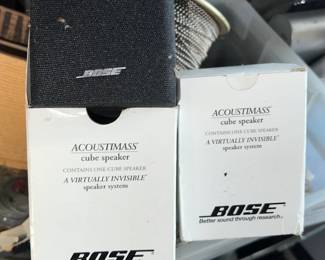 BOSE
ACOUSTIMASS®
cube speaker
CONTAINS ONE CUBE SPEAKER
A VIRTUALLY INVISIBLE®
speaker system
BOSE
ACOUSTIMASS®
cube speaker
CONTAINS ONE CUBE SPEAKER
A VIRTUALLY INVISIBLE®
speaker system
BOSE®
Better sound through research®